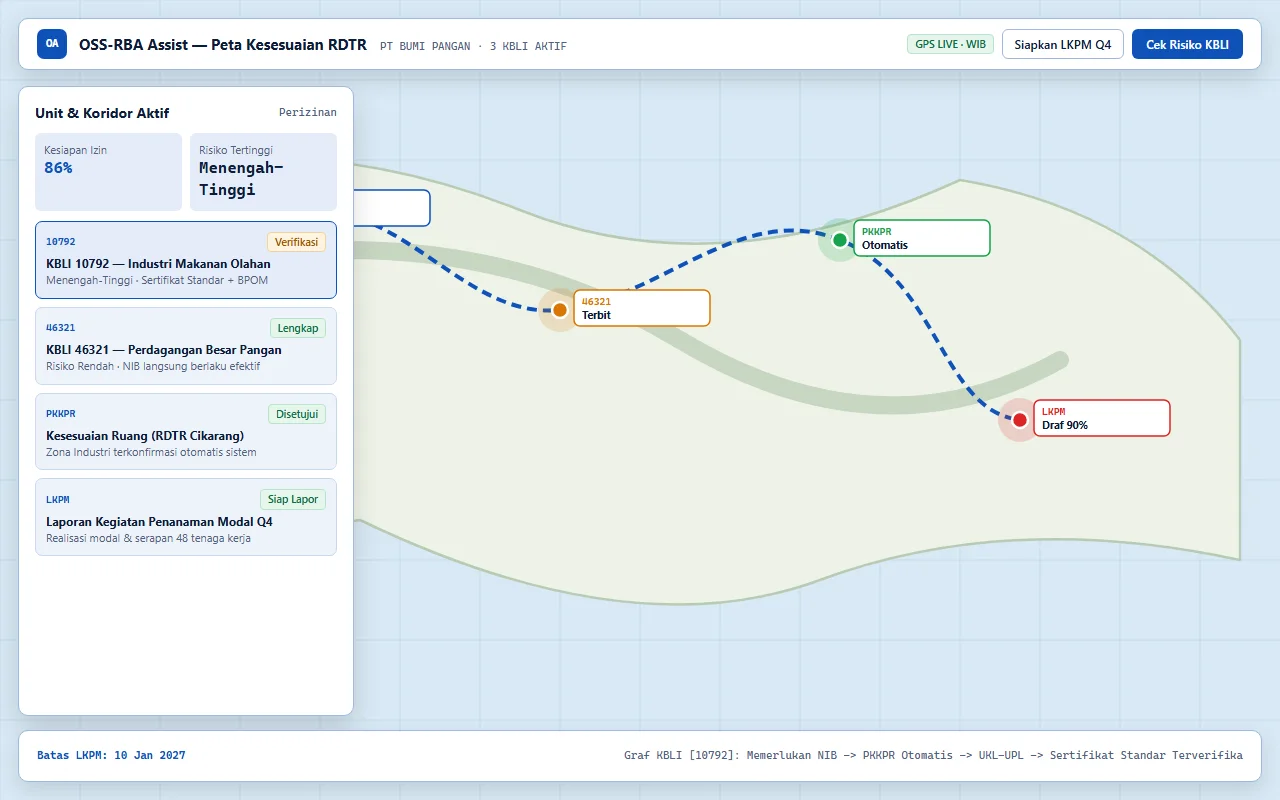 OA
OSS-RBA Assist — Peta Kesesuaian RDTR
PT BUMI PANGAN · 3 KBLI AKTIF
GPS LIVE · WIB
Siapkan LKPM Q4
Cek Risiko KBLI
Unit & Koridor Aktif
Perizinan
Kesiapan Izin
86%
Risiko Tertinggi
Menengah-
Tinggi
10792
Verifikasi
KBLI 10792 — Industri Makanan Olahan
Menengah-Tinggi · Sertifikat Standar + BPOM
46321
Lengkap
KBLI 46321 — Perdagangan Besar Pangan
Risiko Rendah · NIB langsung berlaku efektif
PKKPR
Disetujui
Kesesuaian Ruang (RDTR Cikarang)
Zona Industri terkonfirmasi otomatis sistem
LKPM
Siap Lapor
Laporan Kegiatan Penanaman Modal Q4
Realisasi modal & serapan 48 tenaga kerja
PKKPR
Otomatis
46321
Terbit
LKPM
Draf 90%
Batas LKPM: 10 Jan 2027
Graf KBLI [10792]: Memerlukan NIB -> PKKPR Otomatis -> UKL-UPL -> Sertifikat Standar Terverifika